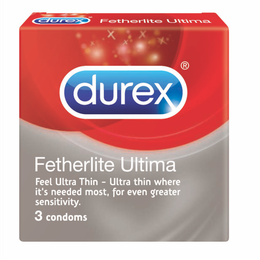 durex®
Fetherlite Ultima
Feel Ultra Thin – Ultra thin where
it's needed most, for even greater
sensitivity.
3 condoms